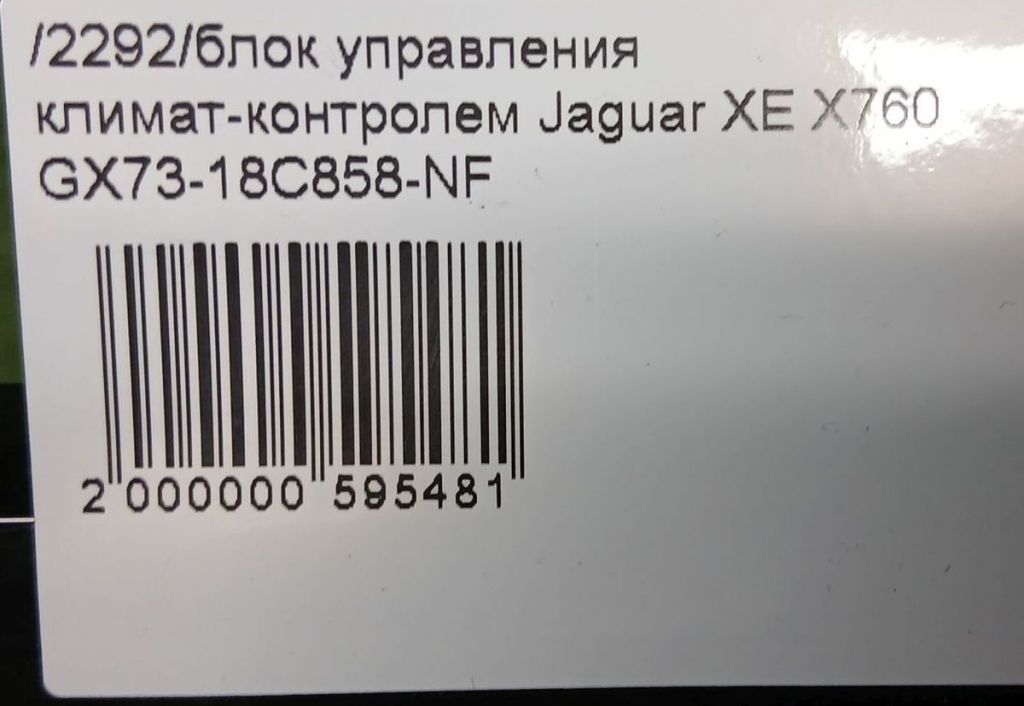 /2292/блок управления
климат-контролем Jaguar XE X760
GX73-18C858-NF
2 000000 595481